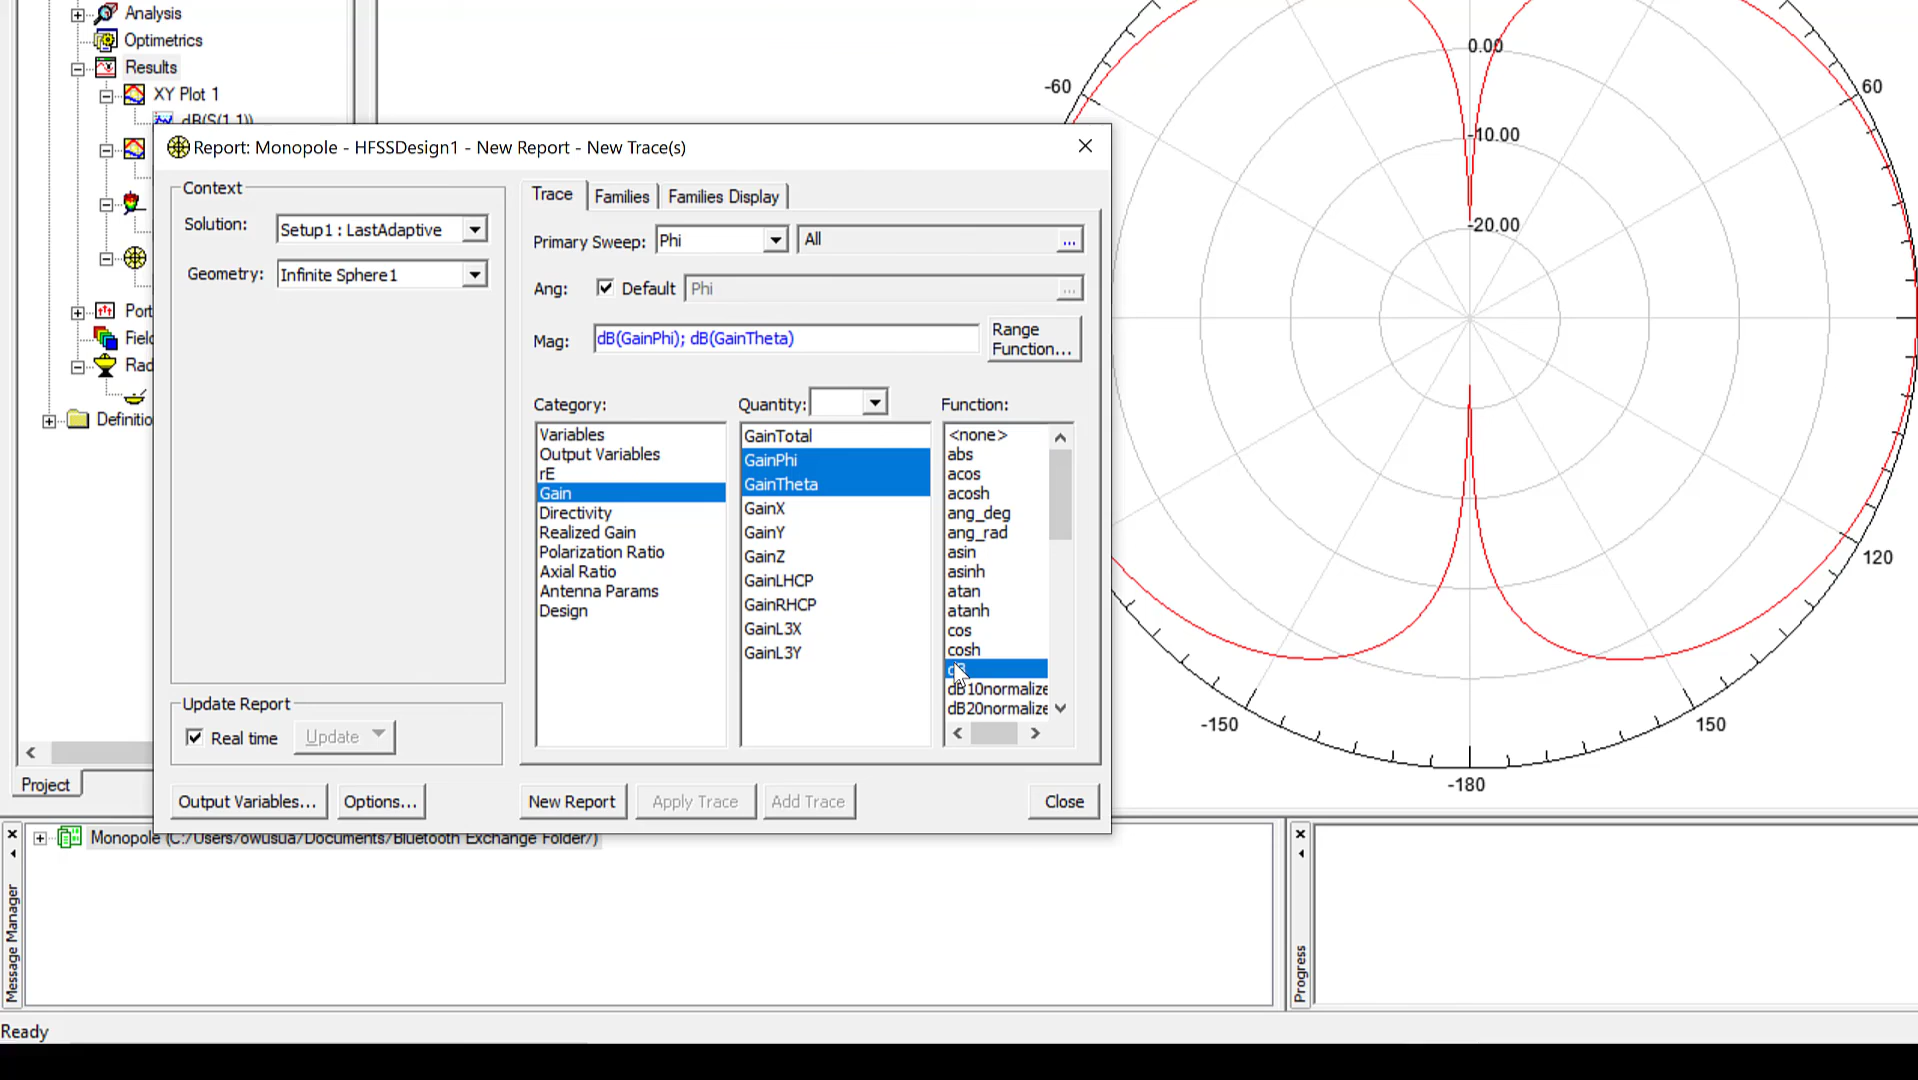 Analysis
Optimetrics
Results
XY Plot 1
dB(S(1,1))
Port
Field
Rad
Definitio
Project
Report: Monopole - HFSSDesign1 - New Report - New Trace(s)
Context
Solution: Setup1 : LastAdaptive
Geometry: Infinite Sphere1
Update Report
Real time Update
Output Variables... Options...
Trace Families Families Display
Primary Sweep: Phi All ...
Ang: Default Phi ...
Mag: dB(GainPhi); dB(GainTheta)
Range
Function...
Category:
Variables
Output Variables
rE
Gain
Directivity
Realized Gain
Polarization Ratio
Axial Ratio
Antenna Params
Design
Quantity:
GainTotal
GainPhi
GainTheta
GainX
GainY
GainZ
GainLHCP
GainRHCP
GainL3X
GainL3Y
Function:
<none>
abs
acos
acosh
ang_deg
ang_rad
asin
asinh
atan
atanh
cos
cosh
dB
dB10normalize
dB20normalize
New Report Apply Trace Add Trace Close
0.00
-60
60
-10.00
-20.00
120
-150
150
-180
Monopole (C:/Users/owusua/Documents/Bluetooth Exchange Folder/)
Message Manager
Progress
Ready